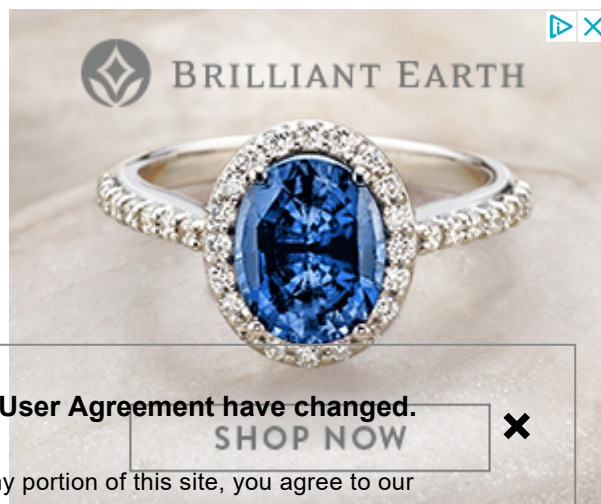 BRILLIANT EARTH
User Agreement have changed.
SHOP NOW
portion of this site, you agree to our